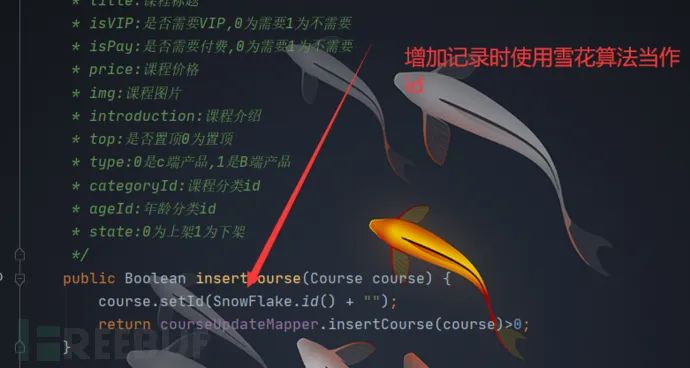 * title:课程标题
* isVIP:是否需要VIP,0为需要1为不需要
* isPay:是否需要付费,0为需要1为不需要
* price:课程价格
* img:课程图片
* introduction:课程介绍
* top:是否置顶0为置顶
* type:0是c端产品,1是B端产品
* categoryId:课程分类id
* ageId:年龄分类id
* state:0为上架1为下架
*/
public Boolean insertCourse(Course course) {
course.setId(SnowFlake.id() + "");
return courseUpdateMapper.insertCourse(course)>0;
}
增加记录时使用雪花算法当作
id
FREEBUF